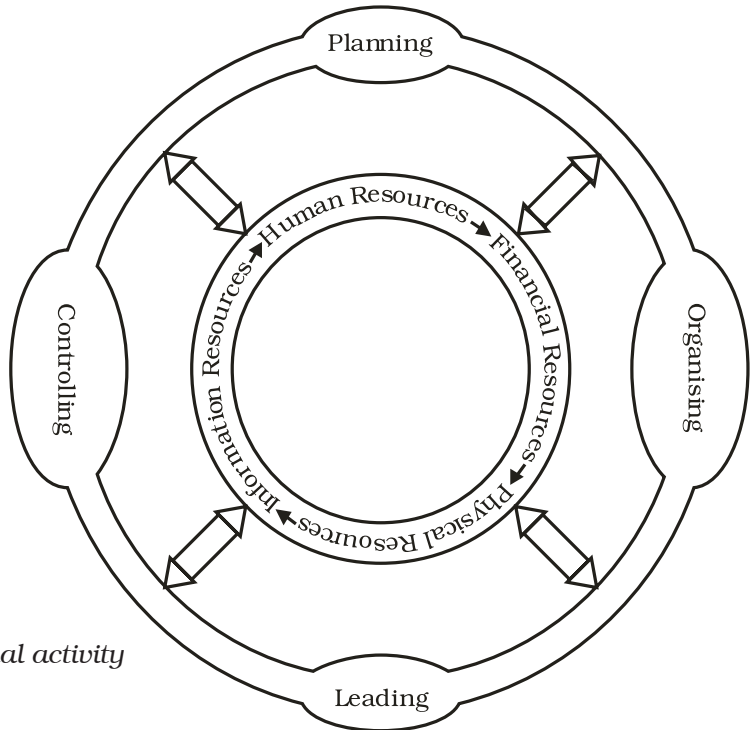 Planning
Human Resources
Financial Resources
Physical Resources
Information Resources
Controlling
Organising
al activity
Leading